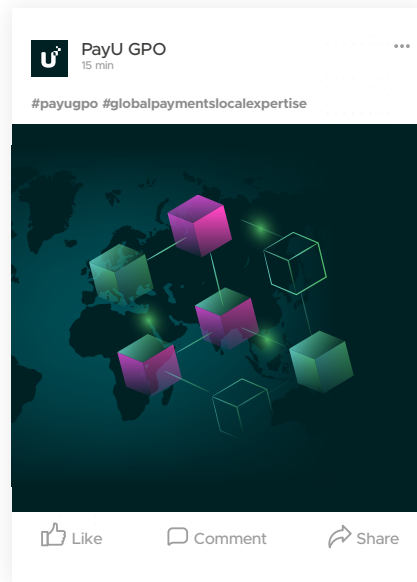 U
PayU GPO
15 min
#payugpo #globalpaymentslocalexpertise
Like
Comment
Share